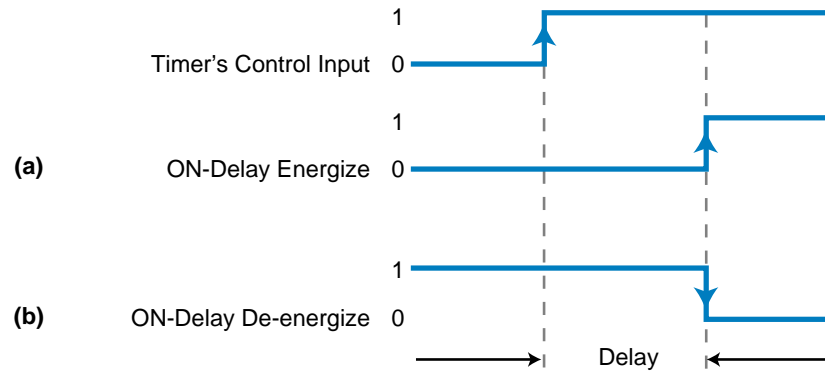 1
Timer’s Control Input 0
1
(a) ON-Delay Energize 0
1
(b) ON-Delay De-energize 0
Delay